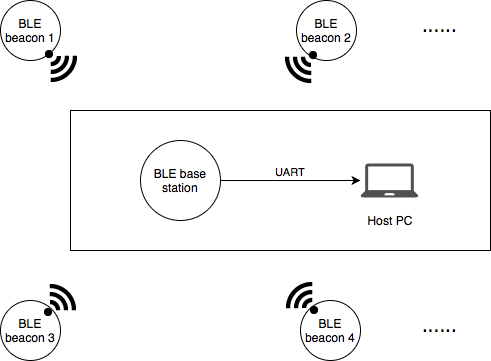 BLE
beacon 1
BLE
beacon 2
......
BLE base
station
UART
Host PC
BLE
beacon 3
BLE
beacon 4
......